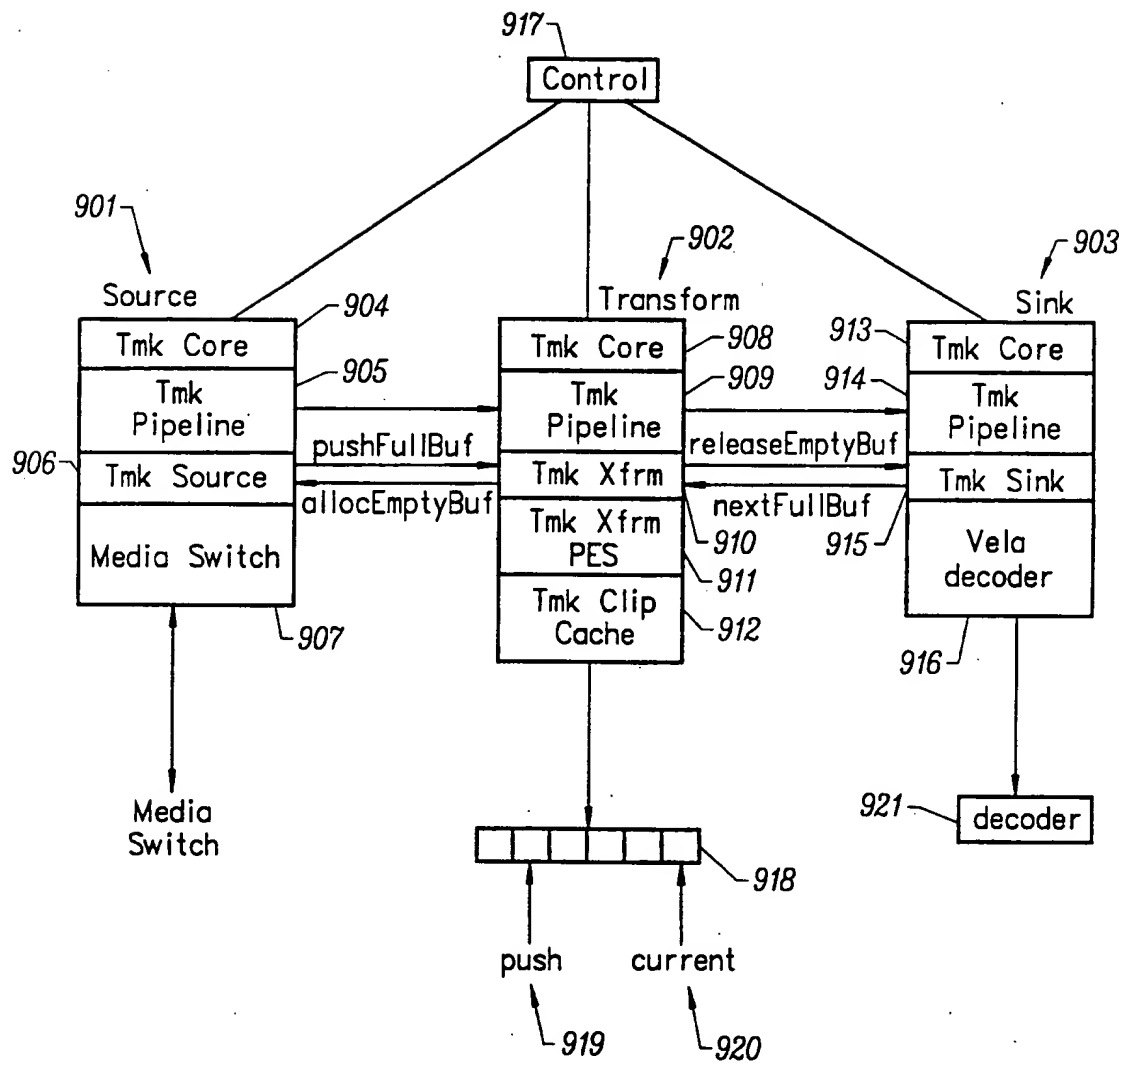 917
Control
901
902
903
Source
904
Transform
Sink
Tmk Core
905
Tmk
Pipeline
906
Tmk Source
Media Switch
907
pushFullBuf
allocEmptyBuf
Tmk Core
908
Tmk
Pipeline
909
Tmk Xfrm
910
Tmk Xfrm
PES
911
Tmk Clip
Cache
912
releaseEmptyBuf
nextFullBuf
913
Tmk Core
914
Tmk
Pipeline
Tmk Sink
915
Vela
decoder
916
Media
Switch
921
decoder
918
push
current
919
920